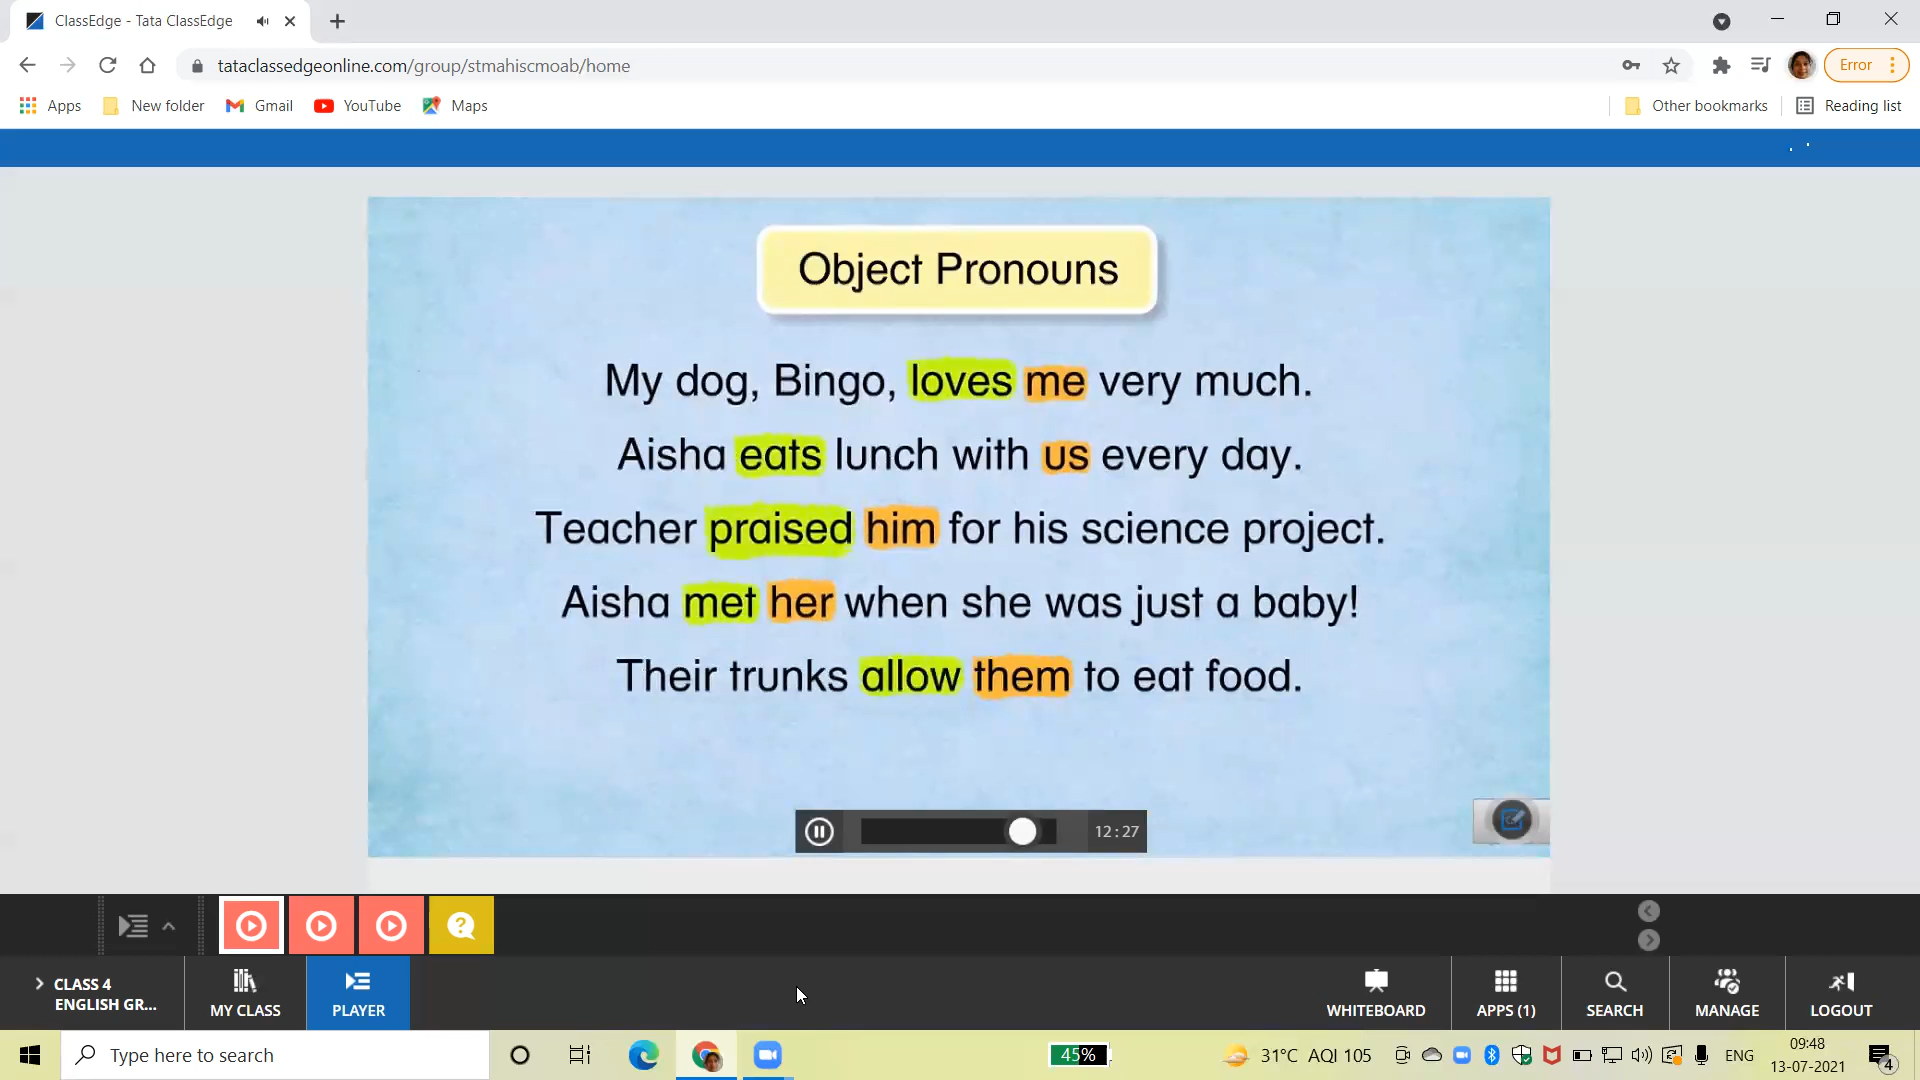 ClassEdge - Tata ClassEdge
tataclassedgeonline.com/group/stmahiscmoab/home
Error
Apps
New folder
Gmail
YouTube
Maps
Other bookmarks
Reading list
Object Pronouns
My dog, Bingo, loves me very much.
Aisha eats lunch with us every day.
Teacher praised him for his science project.
Aisha met her when she was just a baby!
Their trunks allow them to eat food.
12:27
CLASS 4
ENGLISH GR...
MY CLASS
PLAYER
WHITEBOARD
APPS (1)
SEARCH
MANAGE
LOGOUT
Type here to search
45%
31°C AQI 105
ENG
09:48
13-07-2021
4